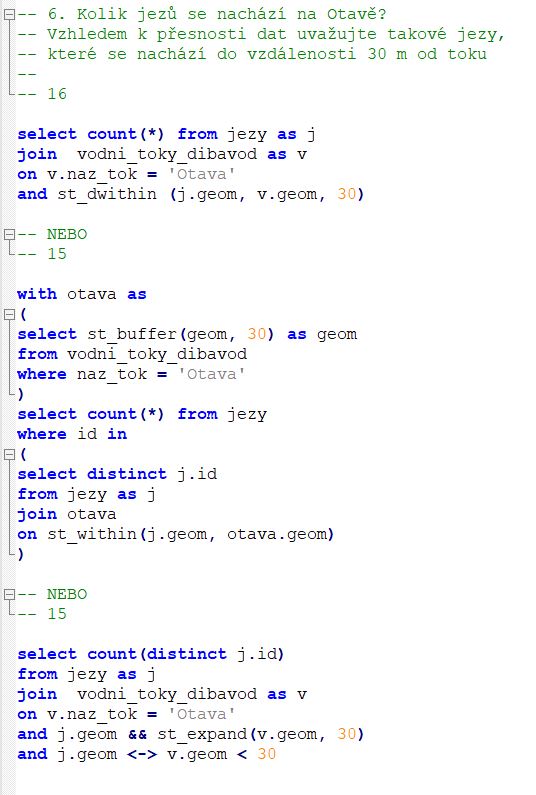 -- 6. Kolik jezů se nachází na Otavě?
-- Vzhledem k přesnosti dat uvažujte takové jezy,
-- které se nachází do vzdálenosti 30 m od toku
--
-- 16
select count(*) from jezy as j
join  vodni_toky_dibavod as v
on v.naz_tok = 'Otava'
and st_dwithin (j.geom, v.geom, 30)
-- NEBO
-- 15
with otava as
(
select st_buffer(geom, 30) as geom
from vodni_toky_dibavod
where naz_tok = 'Otava'
)
select count(*) from jezy
where id in
(
select distinct j.id
from jezy as j
join otava
on st_within(j.geom, otava.geom)
)
-- NEBO
-- 15
select count(distinct j.id)
from jezy as j
join  vodni_toky_dibavod as v
on v.naz_tok = 'Otava'
and j.geom && st_expand(v.geom, 30)
and j.geom <-> v.geom < 30